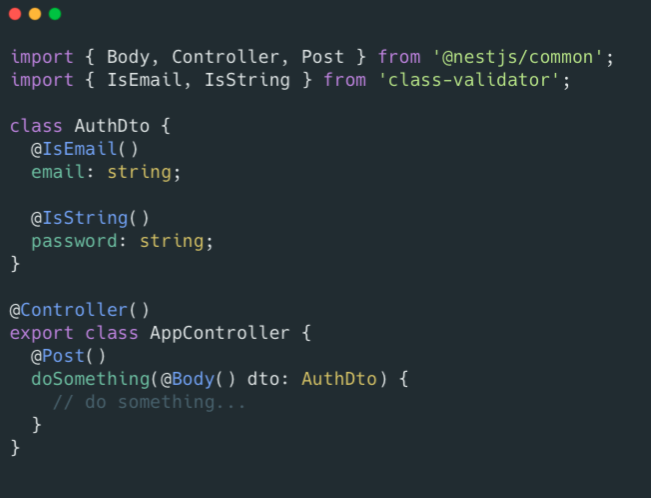 import { Body, Controller, Post } from '@nestjs/common';
import { IsEmail, IsString } from 'class-validator';

class AuthDto {
  @IsEmail()
  email: string;

  @IsString()
  password: string;
}

@Controller()
export class AppController {
  @Post()
  doSomething(@Body() dto: AuthDto) {
    // do something...
  }
}